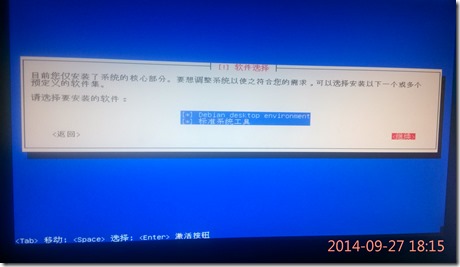 [!] 软件选择
目前您仅安装了系统的核心部分。要想调整系统以使之符合您的需求，可以选择安装以下一个或多个
预定义的软件集。
请选择要安装的软件：
[*] Debian desktop environment
[*] 标准系统工具
<返回>
<继续>
<Tab> 移动; <Space> 选择; <Enter> 激活按钮
2014-09-27 18:15